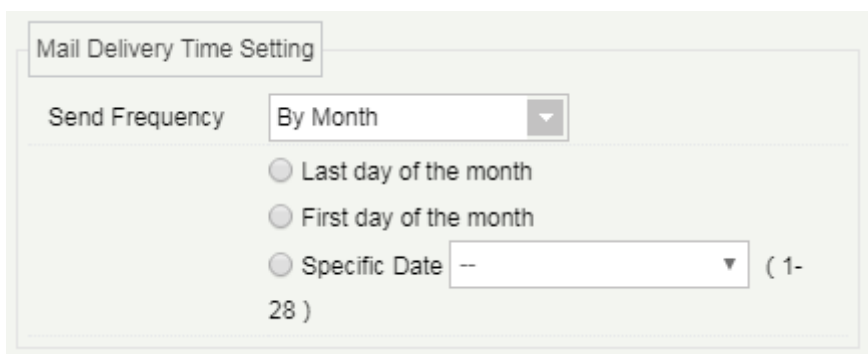 Mail Delivery Time Setting
Send Frequency By Month
Last day of the month
First day of the month
Specific Date -- ( 1-
28 )